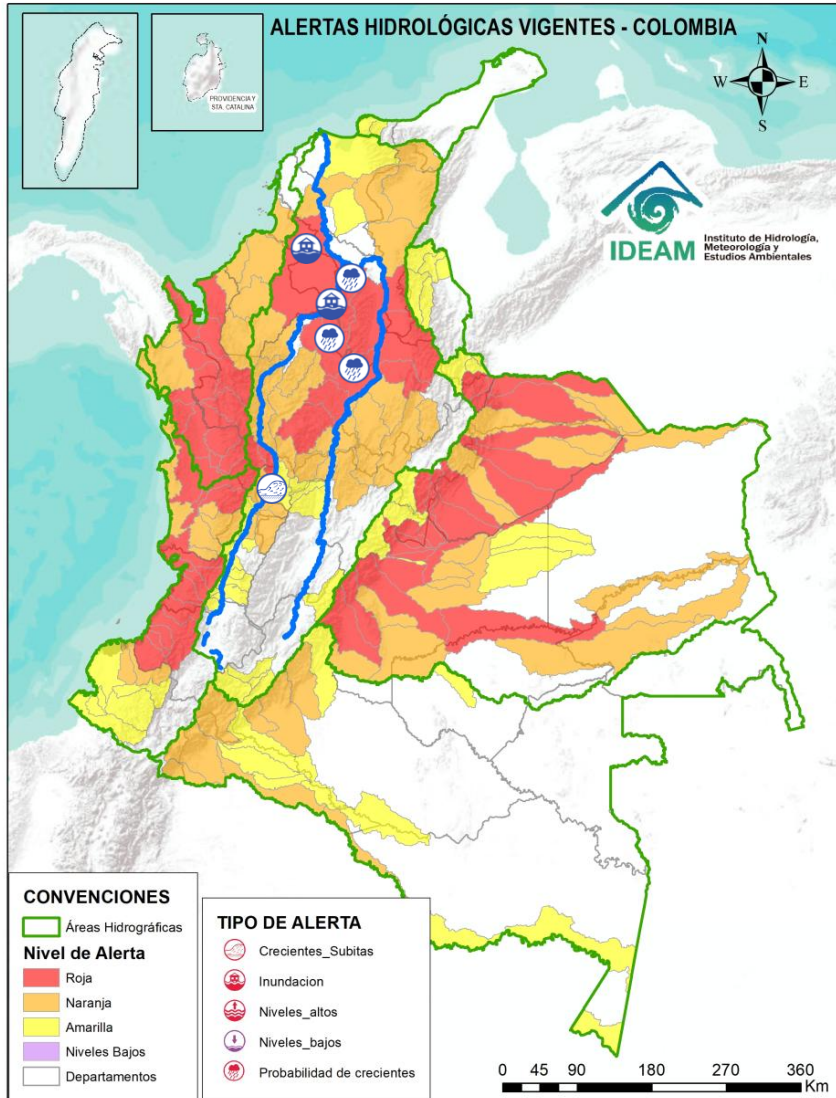 ALERTAS HIDROLÓGICAS VIGENTES - COLOMBIA
PROVIDENCIA Y
STA. CATALINA
N
W
E
S
IDEAM
Instituto de Hidrología,
Meteorología y
Estudios Ambientales
CONVENCIONES
Áreas Hidrográficas
Nivel de Alerta
Roja
Naranja
Amarilla
Niveles Bajos
Departamentos
TIPO DE ALERTA
Crecientes_Subitas
Inundacion
Niveles_altos
Niveles_bajos
Probabilidad de crecientes
0 45 90 180 270 360
Km